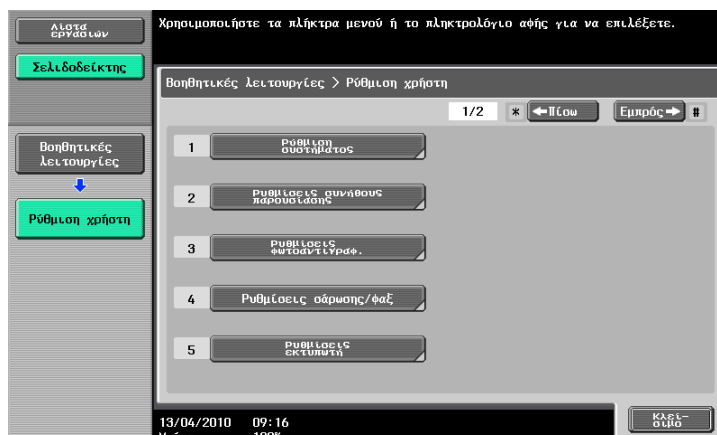 Λίστα
εργασιών
Χρησιμοποιήστε τα πλήκτρα μενού ή το πληκτρολόγιο αφής για να επιλέξετε.
Σελιδοδείκτης
Βοηθητικές λειτουργίες > Ρύθμιση χρήστη
1/2 * ←Πίσω Εμπρός→ #
Βοηθητικές
λειτουργίες
Ρύθμιση χρήστη
1 Ρύθμιση
συστήματος
2 Ρυθμίσεις συνήθους
παρουσίασης
3 Ρυθμίσεις
φωτοαντιγραφ.
4 Ρυθμίσεις σάρωσης/φαξ
5 Ρυθμίσεις
εκτυπωτή
13/04/2010 09:16
Κλεί-
σιμο